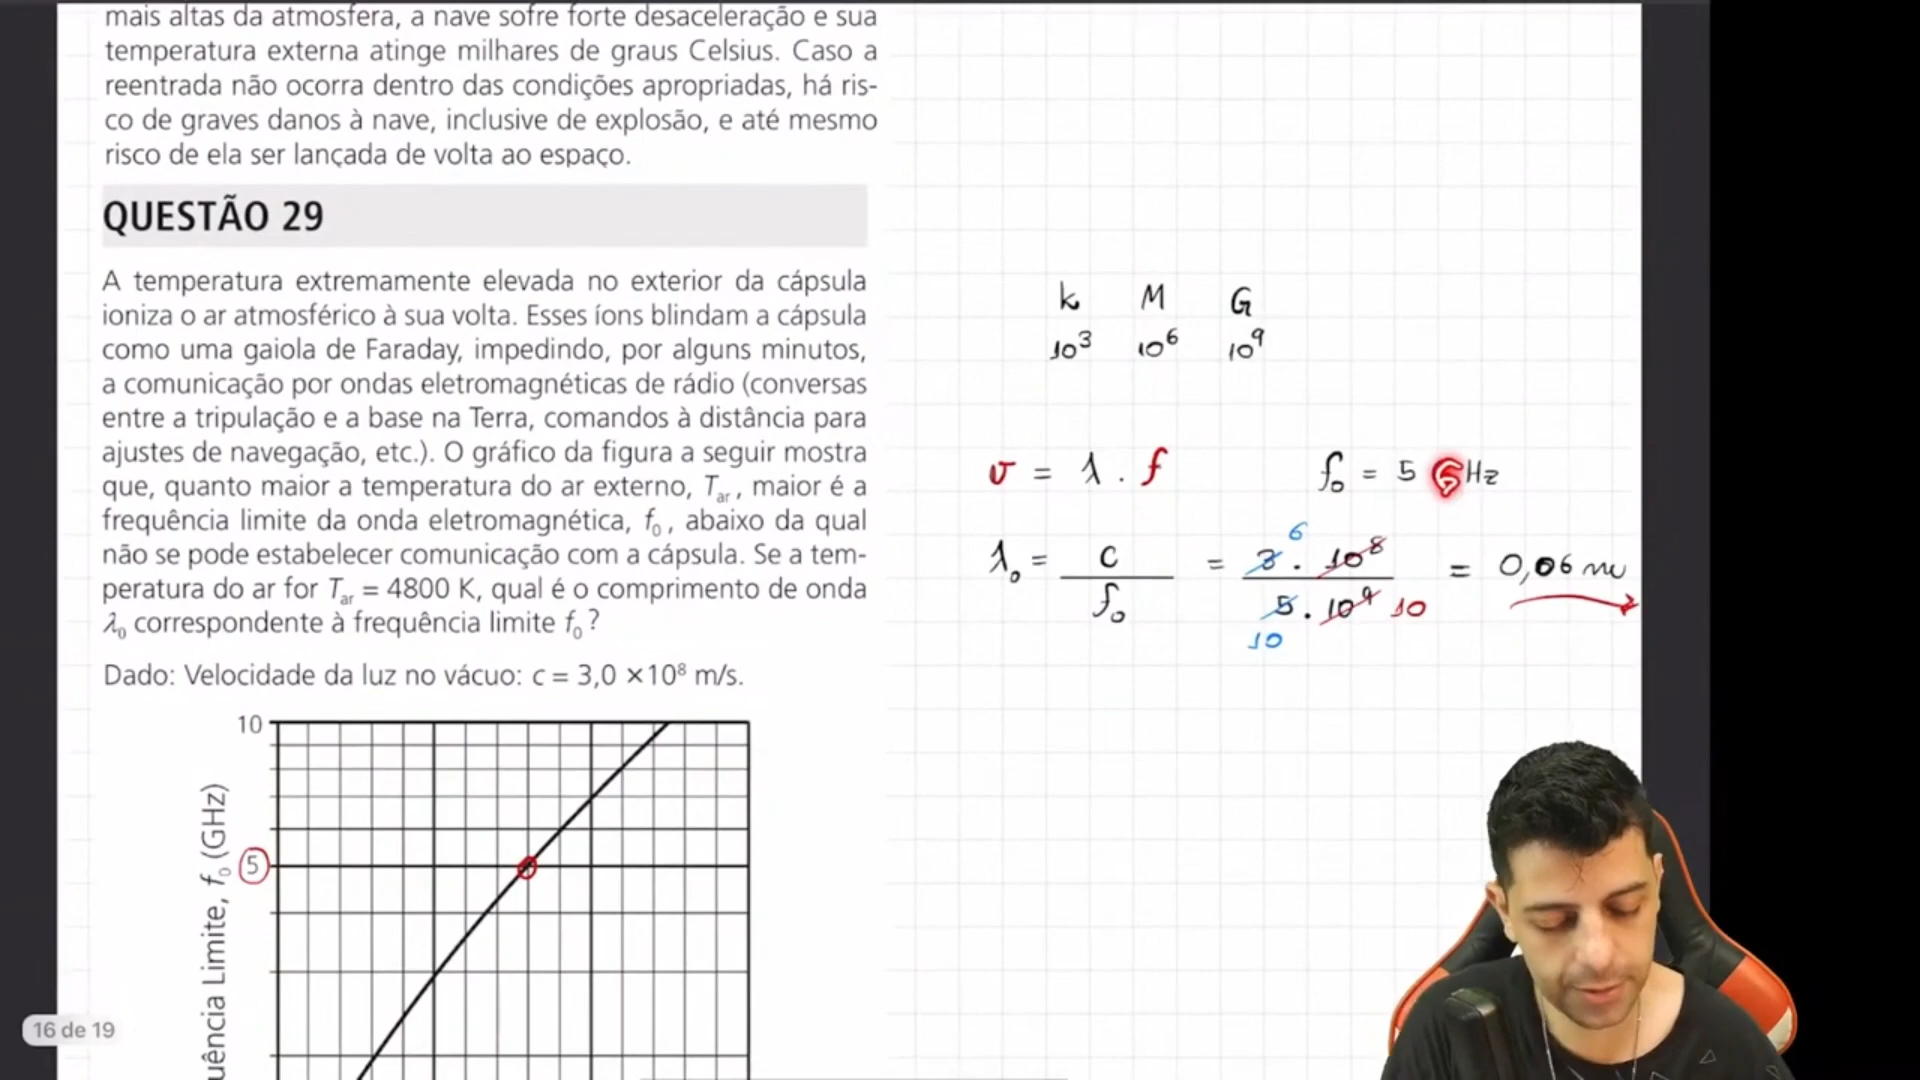 mais altas da atmosfera, a nave sofre forte desaceleração e sua
temperatura externa atinge milhares de graus Celsius. Caso a
reentrada não ocorra dentro das condições apropriadas, há ris-
co de graves danos à nave, inclusive de explosão, e até mesmo
risco de ela ser lançada de volta ao espaço.
QUESTÃO 29
A temperatura extremamente elevada no exterior da cápsula
ioniza o ar atmosférico à sua volta. Esses íons blindam a cápsula
como uma gaiola de Faraday, impedindo, por alguns minutos,
a comunicação por ondas eletromagnéticas de rádio (conversas
entre a tripulação e a base na Terra, comandos à distância para
ajustes de navegação, etc.). O gráfico da figura a seguir mostra
que, quanto maior a temperatura do ar externo, Tar, maior é a
frequência limite da onda eletromagnética, f0, abaixo da qual
não se pode estabelecer comunicação com a cápsula. Se a tem-
peratura do ar for Tar = 4800 K, qual é o comprimento de onda
λ0 correspondente à frequência limite f0?
Dado: Velocidade da luz no vácuo: c = 3,0 ×10⁸ m/s.
10
5
uência Limite, f0 (GHz)
16 de 19
k M G
10³ 10⁶ 10⁹
v = λ . f
f0 = 5 GHz
6
λ0 = c / f0 = 3 . 10⁸ / 5 . 10⁹ = 0,06 m
10
10